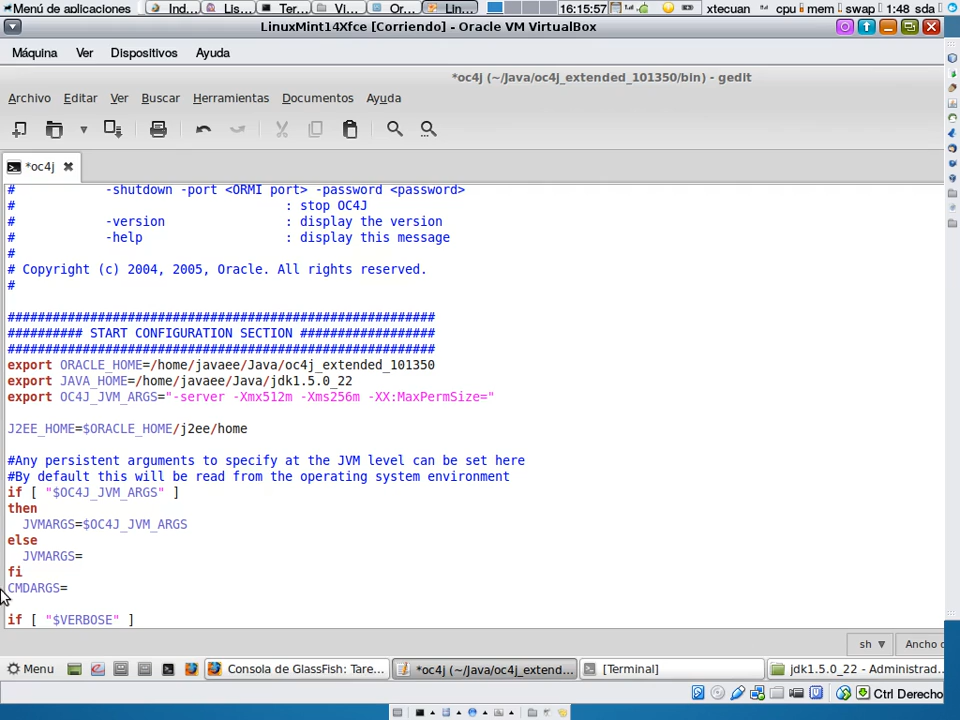 Menú de aplicaciones Ind... Lis... Ter... VI... Or... Lin... 16:15:57 xtecuan cpu mem swap 1:48 sda
LinuxMint14Xfce [Corriendo] - Oracle VM VirtualBox
Máquina Ver Dispositivos Ayuda
*oc4j (~/Java/oc4j_extended_101350/bin) - gedit
Archivo Editar Ver Buscar Herramientas Documentos Ayuda
*oc4j
# -shutdown -port <ORMI port> -password <password>
# : stop OC4J
# -version : display the version
# -help : display this message
#
# Copyright (c) 2004, 2005, Oracle. All rights reserved.
#
#########################################################
########## START CONFIGURATION SECTION ##################
#########################################################
export ORACLE_HOME=/home/javaee/Java/oc4j_extended_101350
export JAVA_HOME=/home/javaee/Java/jdk1.5.0_22
export OC4J_JVM_ARGS="-server -Xmx512m -Xms256m -XX:MaxPermSize="
J2EE_HOME=$ORACLE_HOME/j2ee/home
#Any persistent arguments to specify at the JVM level can be set here
#By default this will be read from the operating system environment
if [ "$OC4J_JVM_ARGS" ]
then
JVMARGS=$OC4J_JVM_ARGS
else
JVMARGS=
fi
CMDARGS=
if [ "$VERBOSE" ]
sh Ancho d
Menu Consola de GlassFish: Tare... *oc4j (~/Java/oc4j_extend... [Terminal] jdk1.5.0_22 - Administrad...
Ctrl Derecho